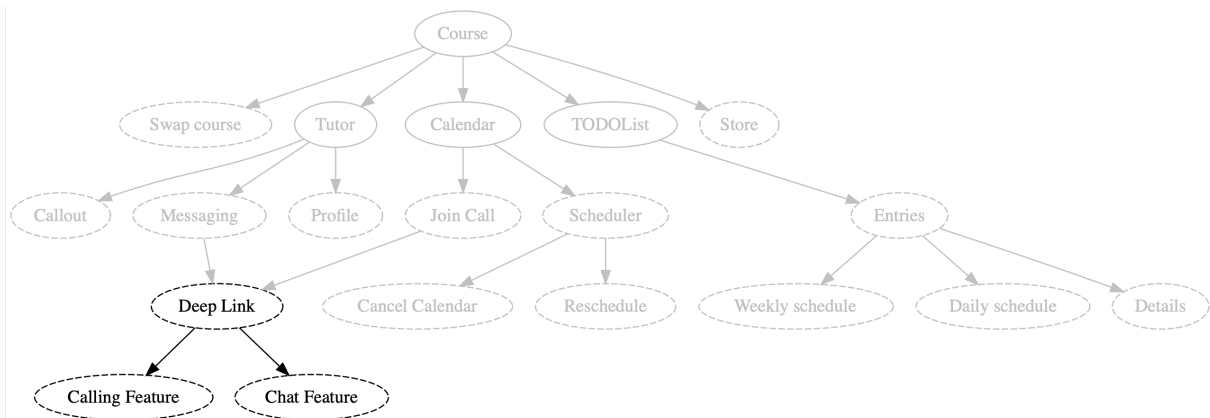 Course
Swap course
Tutor
Calendar
TODOList
Store
Callout
Messaging
Profile
Join Call
Scheduler
Entries
Deep Link
Cancel Calendar
Reschedule
Weekly schedule
Daily schedule
Details
Calling Feature
Chat Feature